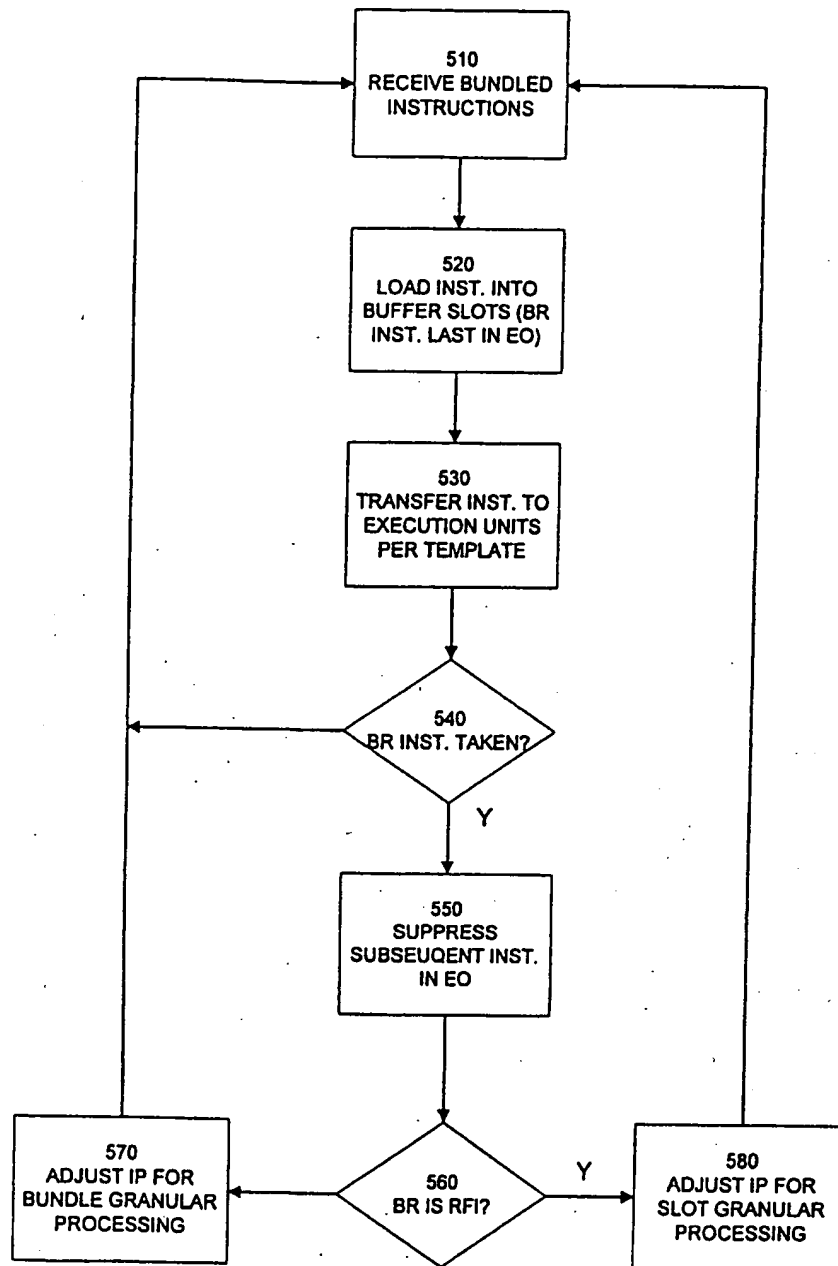 510
RECEIVE BUNDLED
INSTRUCTIONS
520
LOAD INST. INTO
BUFFER SLOTS (BR
INST. LAST IN EO)
530
TRANSFER INST. TO
EXECUTION UNITS
PER TEMPLATE
540
BR INST. TAKEN?
Y
550
SUPPRESS
SUBSEUQENT INST.
IN EO
570
ADJUST IP FOR
BUNDLE GRANULAR
PROCESSING
560
BR IS RFI?
Y
580
ADJUST IP FOR
SLOT GRANULAR
PROCESSING